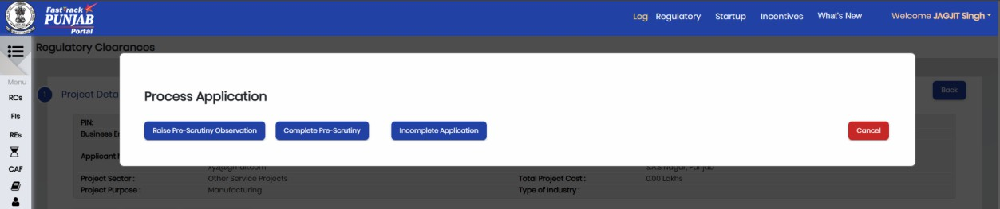 FastTrack
PUNJAB
Portal
Log Regulatory Startup Incentives What's New Welcome JAGJIT Singh
Regulatory Clearances
Menu
RCs
FIs
REs
CAF
1 Project Deta
Back
Process Application
Raise Pre-Scrutiny Observation Complete Pre-Scrutiny Incomplete Application Cancel
PIN:
Business E
Applicant
xyz@gmail.com S.A.S Nagar, Punjab
Project Sector : Other Service Projects Total Project Cost : 0.00 Lakhs
Project Purpose : Manufacturing Type of Industry :